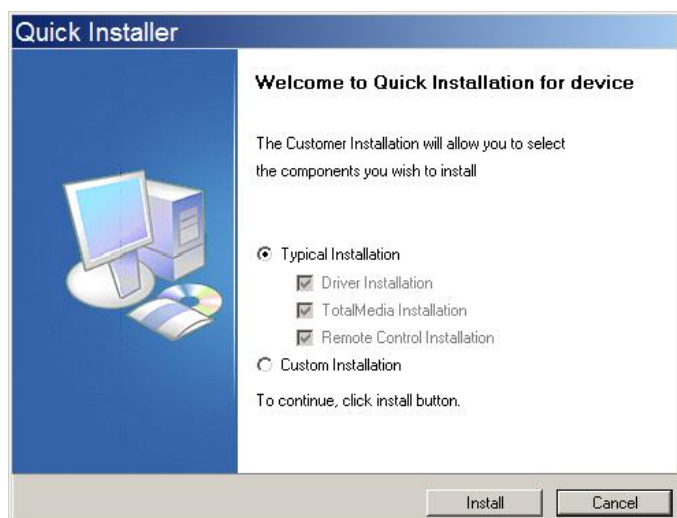 Quick Installer
Welcome to Quick Installation for device
The Customer Installation will allow you to select
the components you wish to install
Typical Installation
Driver Installation
TotalMedia Installation
Remote Control Installation
Custom Installation
To continue, click install button.
Install
Cancel